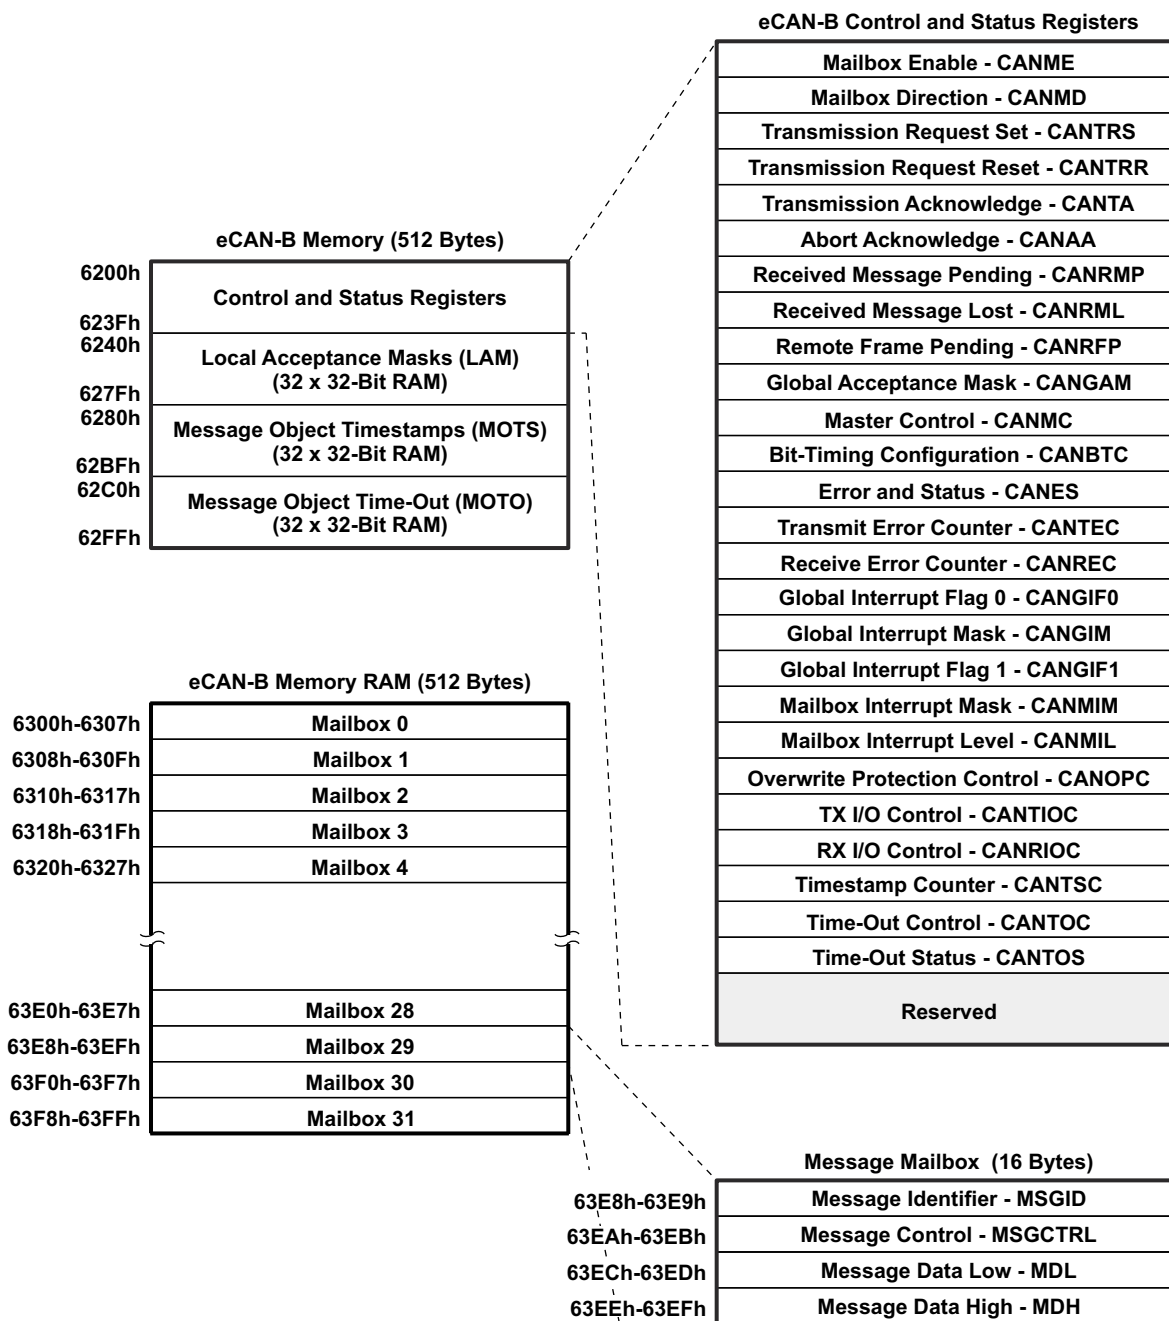 eCAN-B Control and Status Registers
Mailbox Enable - CANME
Mailbox Direction - CANMD
Transmission Request Set - CANTRS
Transmission Request Reset - CANTRR
Transmission Acknowledge - CANTA
Abort Acknowledge - CANAA
Received Message Pending - CANRMP
Received Message Lost - CANRML
Remote Frame Pending - CANRFP
Global Acceptance Mask - CANGAM
Master Control - CANMC
Bit-Timing Configuration - CANBTC
Error and Status - CANES
Transmit Error Counter - CANTEC
Receive Error Counter - CANREC
Global Interrupt Flag 0 - CANGIF0
Global Interrupt Mask - CANGIM
Global Interrupt Flag 1 - CANGIF1
Mailbox Interrupt Mask - CANMIM
Mailbox Interrupt Level - CANMIL
Overwrite Protection Control - CANOPC
TX I/O Control - CANTIOC
RX I/O Control - CANRIOC
Timestamp Counter - CANTSC
Time-Out Control - CANTOC
Time-Out Status - CANTOS
Reserved
eCAN-B Memory (512 Bytes)
6200h
Control and Status Registers
623Fh
6240h
Local Acceptance Masks (LAM)
(32 x 32-Bit RAM)
627Fh
6280h
Message Object Timestamps (MOTS)
(32 x 32-Bit RAM)
62BFh
62C0h
Message Object Time-Out (MOTO)
(32 x 32-Bit RAM)
62FFh
eCAN-B Memory RAM (512 Bytes)
6300h-6307h Mailbox 0
6308h-630Fh Mailbox 1
6310h-6317h Mailbox 2
6318h-631Fh Mailbox 3
6320h-6327h Mailbox 4
63E0h-63E7h Mailbox 28
63E8h-63EFh Mailbox 29
63F0h-63F7h Mailbox 30
63F8h-63FFh Mailbox 31
Message Mailbox (16 Bytes)
63E8h-63E9h Message Identifier - MSGID
63EAh-63EBh Message Control - MSGCTRL
63ECh-63EDh Message Data Low - MDL
63EEh-63EFh Message Data High - MDH